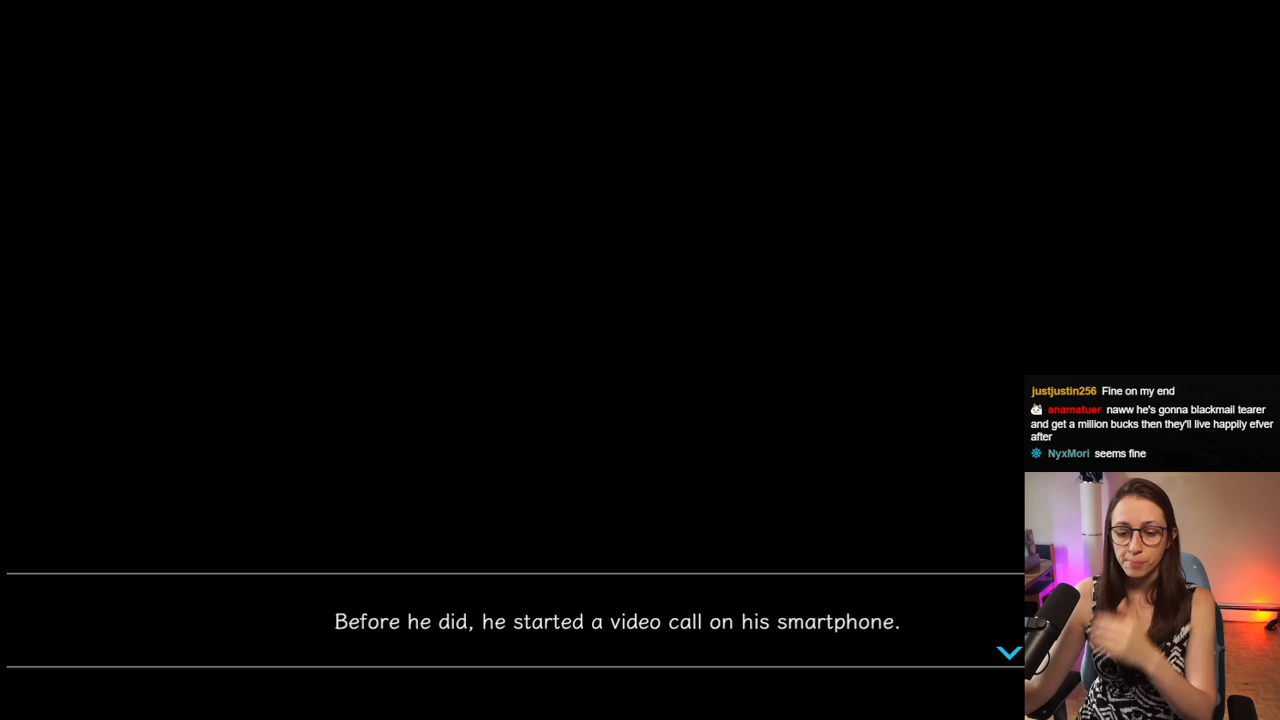 justjustin256 Fine on my end
anamatuer naww he's gonna blackmail tearer
and get a million bucks then they'll live happily efver
after
NyxMori seems fine
Before he did, he started a video call on his smartphone.